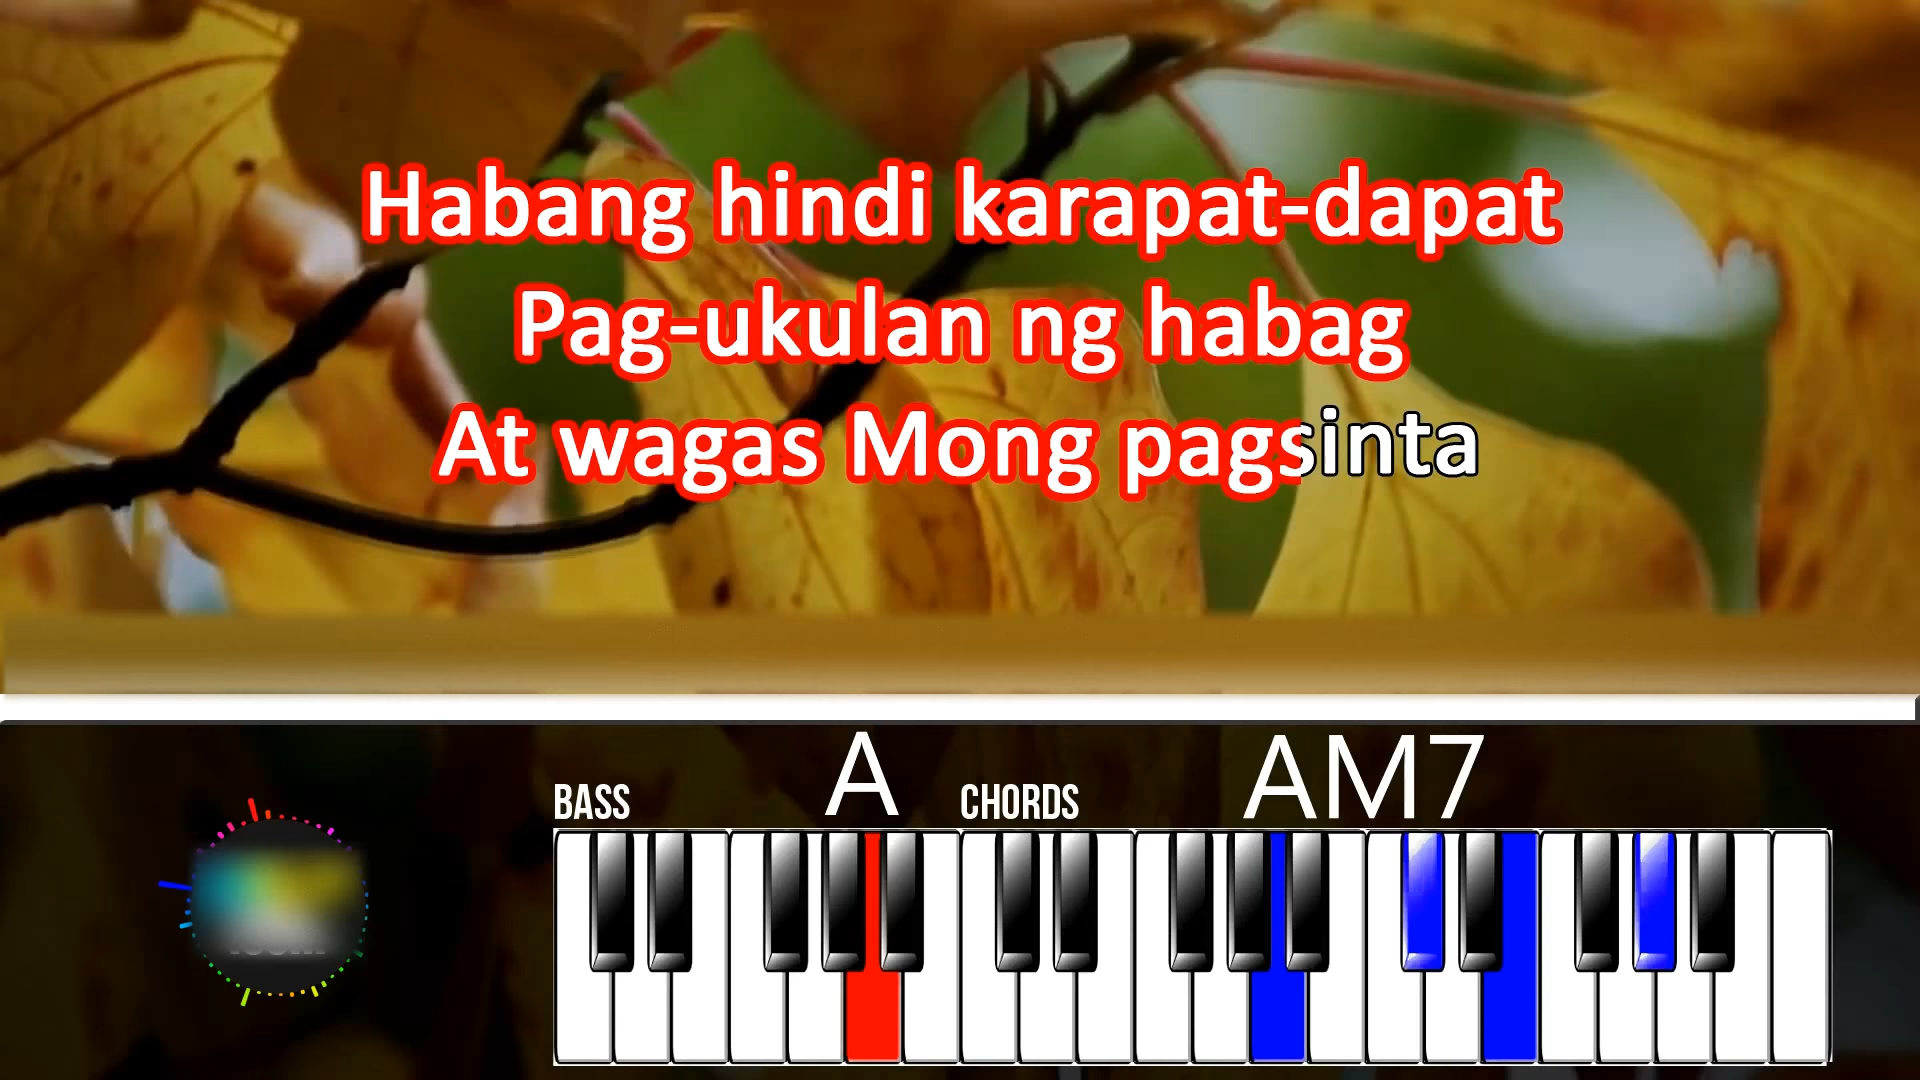 Habang hindi karapat-dapat
Pag-ukulan ng habag
At wagas Mong pagsinta
BASS A CHORDS AM7